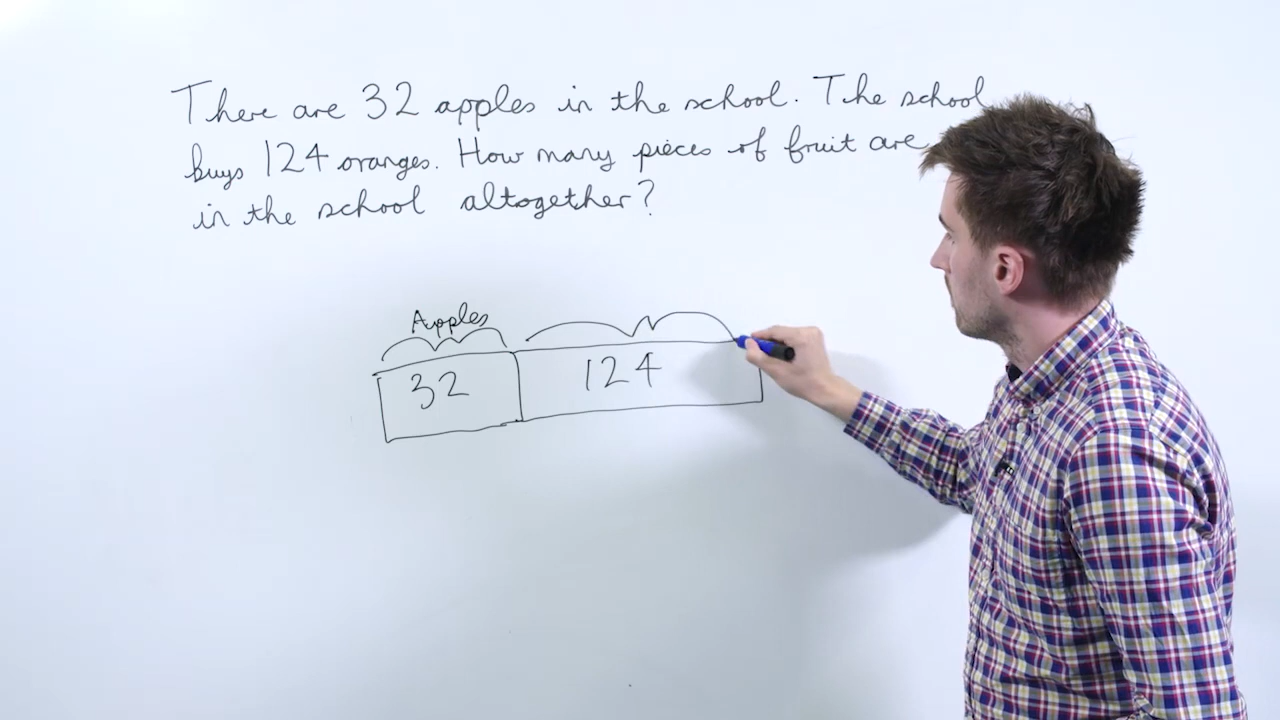 There are 32 apples in the school. The school
buys 124 oranges. How many pieces of fruit are
in the school altogether?
Apples
32 124